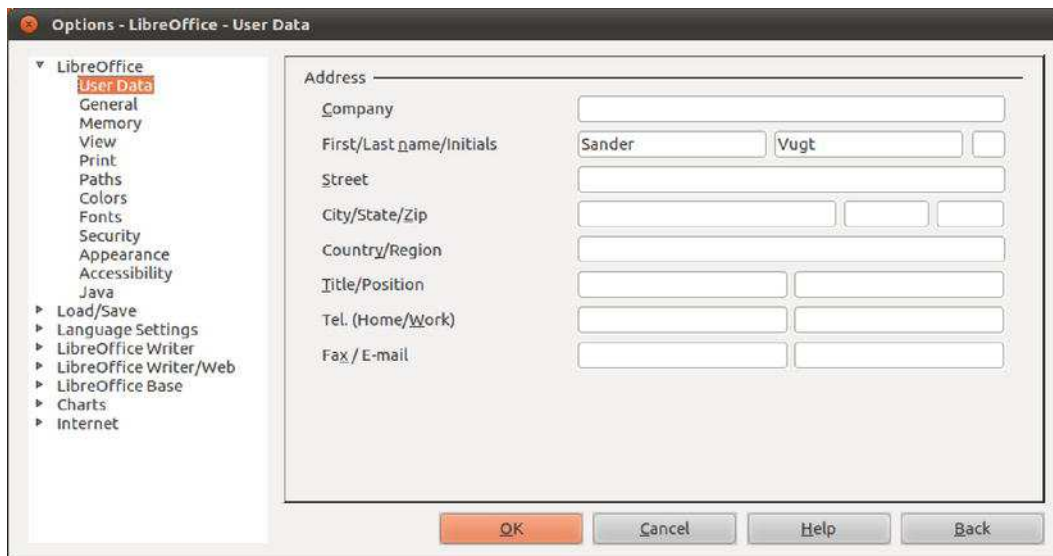 Options - LibreOffice - User Data
LibreOffice
User Data
General
Memory
View
Print
Paths
Colors
Fonts
Security
Appearance
Accessibility
Java
Load/Save
Language Settings
LibreOffice Writer
LibreOffice Writer/Web
LibreOffice Base
Charts
Internet
Address
Company
First/Last name/Initials
Sander
Vugt
Street
City/State/Zip
Country/Region
Title/Position
Tel. (Home/Work)
Fax / E-mail
OK
Cancel
Help
Back